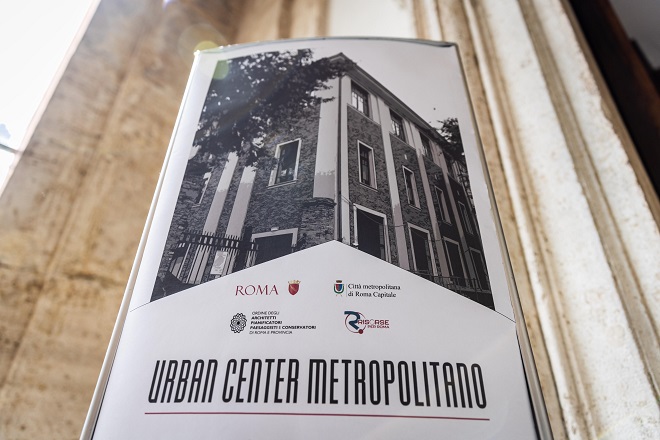 ROMA
Città metropolitana
di Roma Capitale
ORDINE DEGLI
ARCHITETTI
PIANIFICATORI
PAESAGGISTI E CONSERVATORI
DI ROMA E PROVINCIA
RISORSE
PER ROMA
URBAN CENTER METROPOLITANO